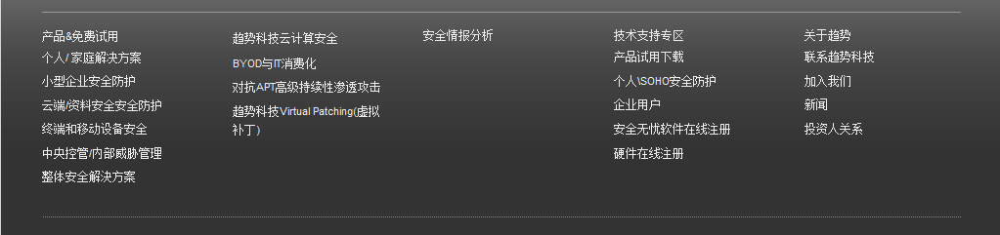 产品&免费试用
个人/ 家庭解决方案
小型企业安全防护
云端/资料安全安全防护
终端和移动设备安全
中央控管/内部威胁管理
整体安全解决方案
趋势科技云计算安全
BYOD与IT消费化
对抗APT高级持续性渗透攻击
趋势科技Virtual Patching(虚拟
补丁)
安全情报分析
技术支持专区
产品试用下载
个人\SOHO安全防护
企业用户
安全无忧软件在线注册
硬件在线注册
关于趋势
联系趋势科技
加入我们
新闻
投资人关系